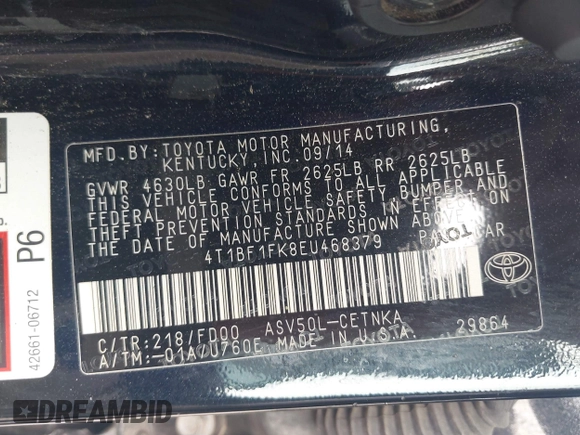 MFD.BY:TOYOTA MOTOR MANUFACTURING,
KENTUCKY, INC.09/14
GVWR 4630LB GAWR FR 2625LB RR 2625LB
THIS VEHICLE CONFORMS TO ALL APPLICABLE
FEDERAL MOTOR VEHICLE SAFETY, BUMPER AND
THEFT PREVENTION STANDARDS IN EFFECT ON
THE DATE OF MANUFACTURE SHOWN ABOVE.
4T1BF1FK8EU468379 CAR
C/TR:218/FD00 ASV50L-CETNKA
A/TM:-01A/U760E MADE IN U.S.A. 29864
P6
42661-06712
TOYOTA
DREAMBID